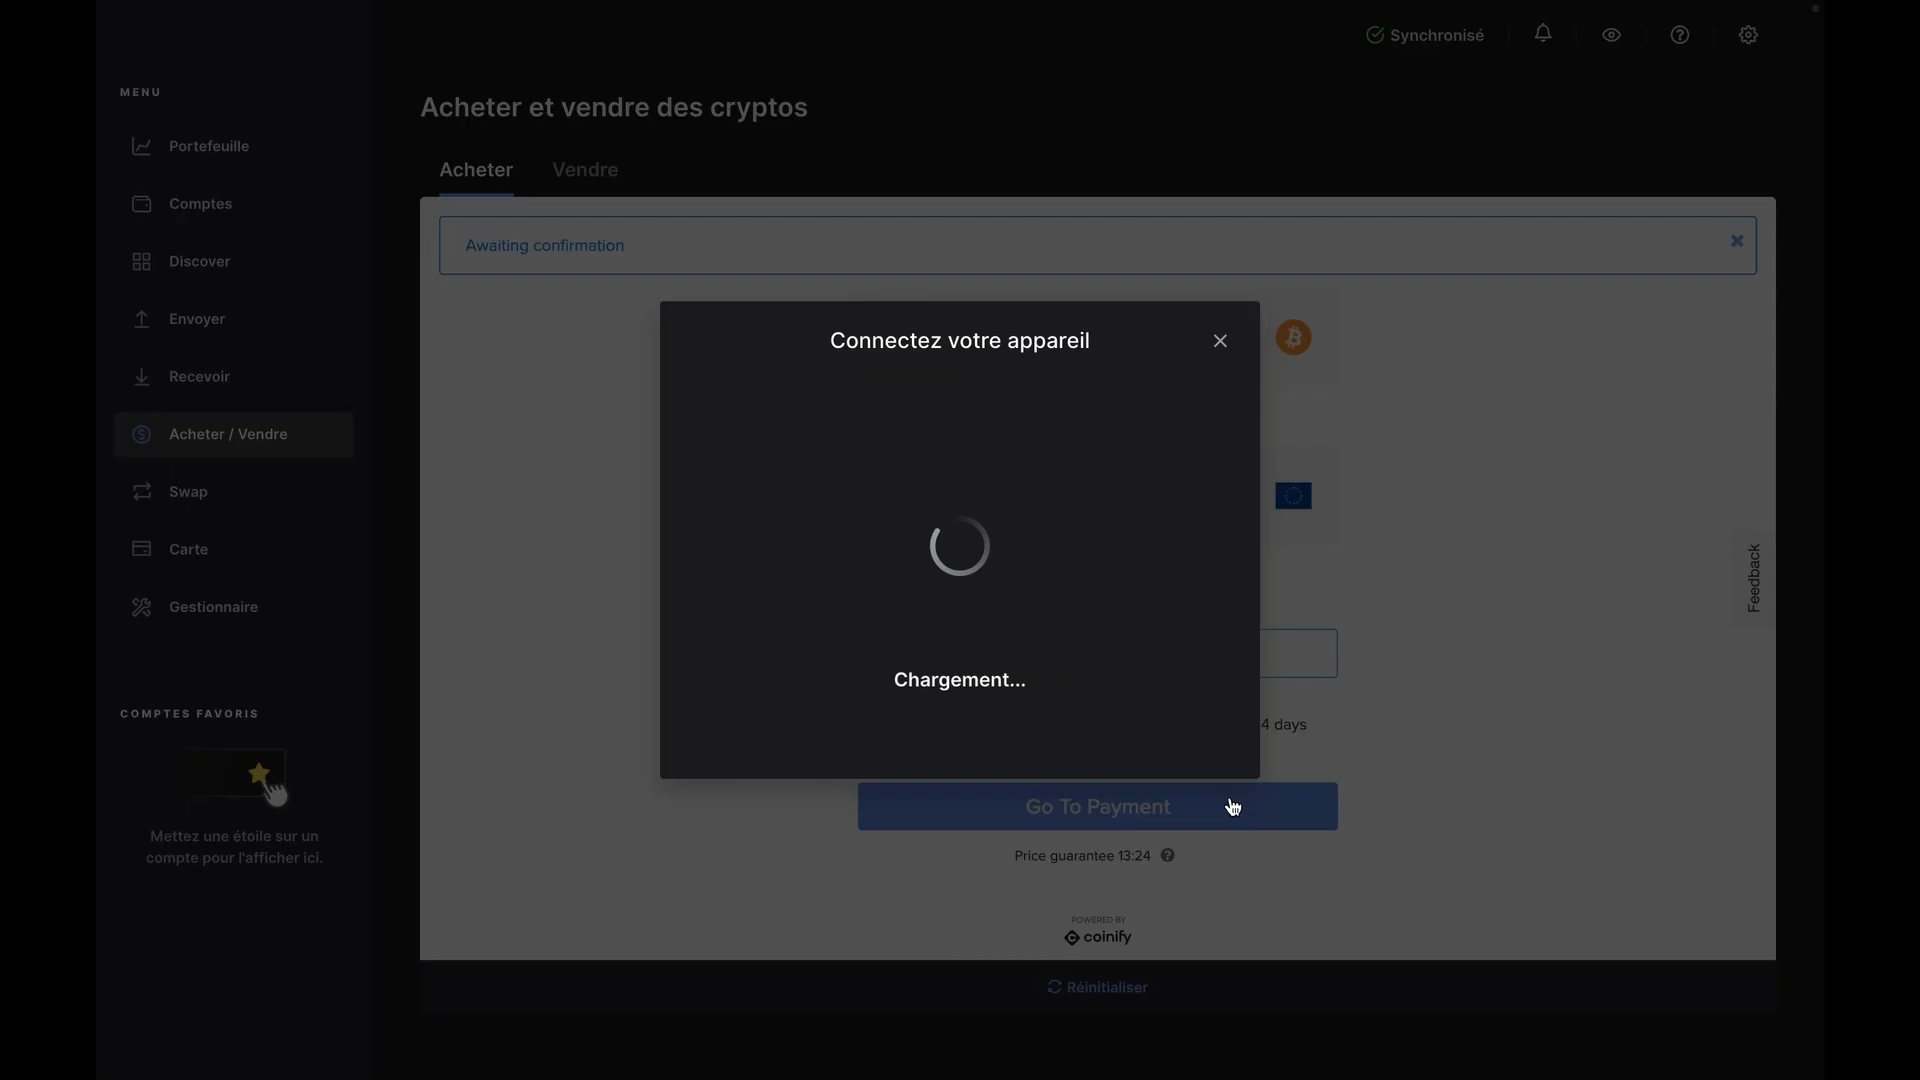 Synchronisé
MENU
Portefeuille
Comptes
Discover
Envoyer
Recevoir
Acheter / Vendre
Swap
Carte
Gestionnaire
COMPTES FAVORIS
Mettez une étoile sur un
compte pour l'afficher ici.
Acheter et vendre des cryptos
Acheter
Vendre
Awaiting confirmation
Connectez votre appareil
Chargement...
4 days
Go To Payment
Price guarantee 13:24
POWERED BY
coinify
Feedback
Réinitialiser